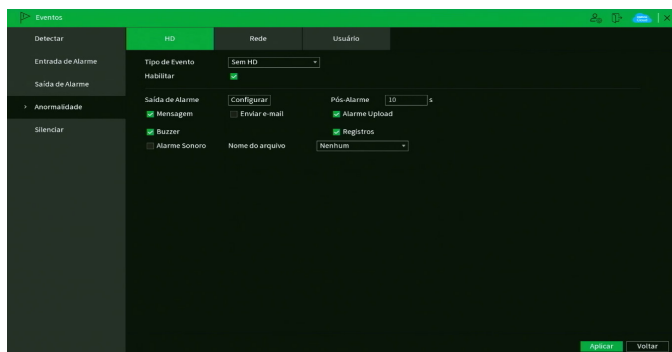 Eventos
Detectar
Entrada de Alarme
Saída de Alarme
Anormalidade
Silenciar
HD Rede Usuário
Tipo de Evento Sem HD
Habilitar
Saída de Alarme Configurar Pós-Alarme 10 s
Mensagem Enviar e-mail Alarme Upload
Buzzer Registros
Alarme Sonoro Nome do arquivo Nenhum
Aplicar Voltar